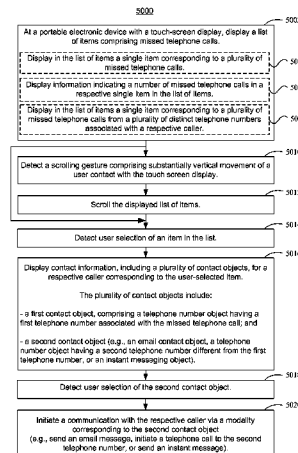 5000
5002
At a portable electronic device with a touch-screen display, display a list
of items comprising missed telephone calls.
Display in the list of items a single item corresponding to a plurality of
missed telephone calls.
50
Display information indicating a number of missed telephone calls in a
respective single item in the list of items.
50
Display in the list of items a single item corresponding to a plurality of
missed telephone calls from a plurality of distinct telephone numbers
associated with a respective caller.
50
5010
Detect a scrolling gesture comprising substantially vertical movement of a
user contact with the touch screen display.
5012
Scroll the displayed list of items.
5014
Detect user selection of an item in the list.
5016
Display contact information, including a plurality of contact objects, for a
respective caller corresponding to the user-selected item.
The plurality of contact objects include:
- a first contact object, comprising a telephone number object having a
first telephone number associated with the missed telephone call; and
- a second contact object (e.g., an email contact object, a telephone
number object having a second telephone number different from the first
telephone number, or an instant messaging object).
5018
Detect user selection of the second contact object.
5020
Initiate a communication with the respective caller via a modality
corresponding to the second contact object
(e.g., send an email message, initiate a telephone call to the second
telephone number, or send an instant message).